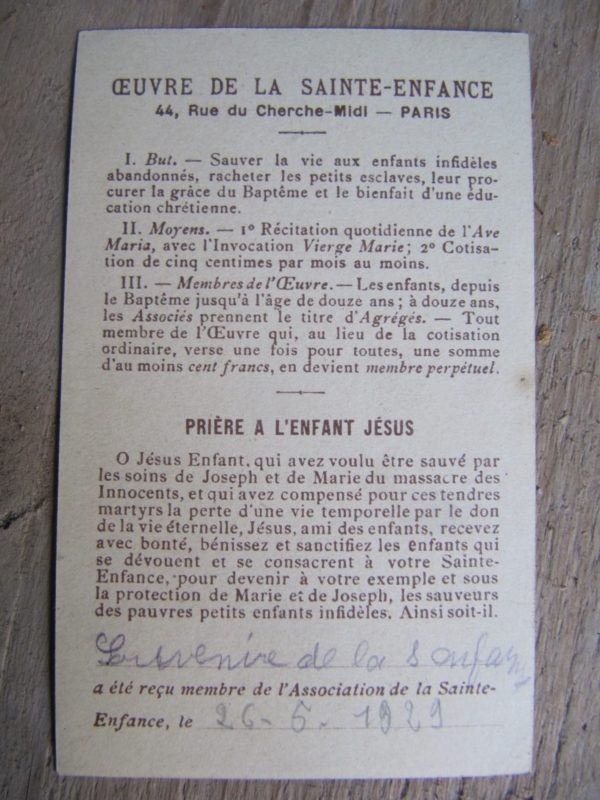 ŒUVRE DE LA SAINTE-ENFANCE
44, Rue du Cherche-Midi — PARIS
I. But. — Sauver la vie aux enfants infidèles
abandonnés, racheter les petits esclaves, leur pro-
curer la grâce du Baptême et le bienfait d'une édu-
cation chrétienne.
II. Moyens. — 1º Récitation quotidienne de l'Ave
Maria, avec l'Invocation Vierge Marie ; 2º Cotisa-
tion de cinq centimes par mois au moins.
III. — Membres de l'Œuvre. — Les enfants, depuis
le Baptême jusqu'à l'âge de douze ans ; à douze ans,
les Associés prennent le titre d'Agrégés. — Tout
membre de l'Œuvre qui, au lieu de la cotisation
ordinaire, verse une fois pour toutes, une somme
d'au moins cent francs, en devient membre perpétuel.
PRIÈRE A L'ENFANT JÉSUS
O Jésus Enfant, qui avez voulu être sauvé par
les soins de Joseph et de Marie du massacre des
Innocents, et qui avez compensé pour ces tendres
martyrs la perte d'une vie temporelle par le don
de la vie éternelle, Jésus, ami des enfants, recevez
avec bonté, bénissez et sanctifiez les enfants qui
se dévouent et se consacrent à votre Sainte-
Enfance, pour devenir à votre exemple et sous
la protection de Marie et de Joseph, les sauveurs
des pauvres petits enfants infidèles. Ainsi soit-il.
Souvenire de la
a été reçu membre de l'Association de la Sainte-
Enfance, le 26-5-1929